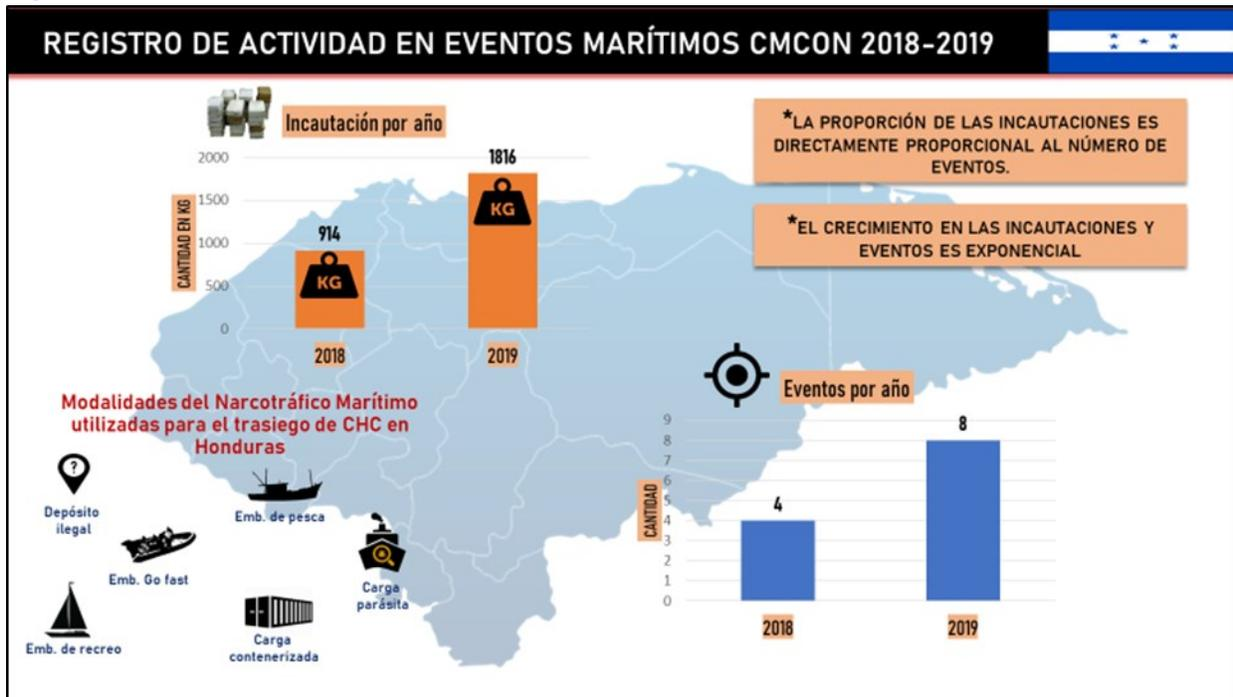 REGISTRO DE ACTIVIDAD EN EVENTOS MARÍTIMOS CMCON 2018-2019
Incautación por año
CANTIDAD EN KG
2000
1500
1000
500
0
914
KG
2018
1816
KG
2019
*LA PROPORCIÓN DE LAS INCAUTACIONES ES
DIRECTAMENTE PROPORCIONAL AL NÚMERO DE
EVENTOS.
*EL CRECIMIENTO EN LAS INCAUTACIONES Y
EVENTOS ES EXPONENCIAL
Modalidades del Narcotráfico Marítimo
utilizadas para el trasiego de CHC en
Honduras
?
Depósito
ilegal
Emb. de pesca
Emb. Go fast
Carga
parásita
Emb. de recreo
Carga
contenerizada
Eventos por año
CANTIDAD
9
8
7
6
5
4
3
2
1
0
4
2018
8
2019